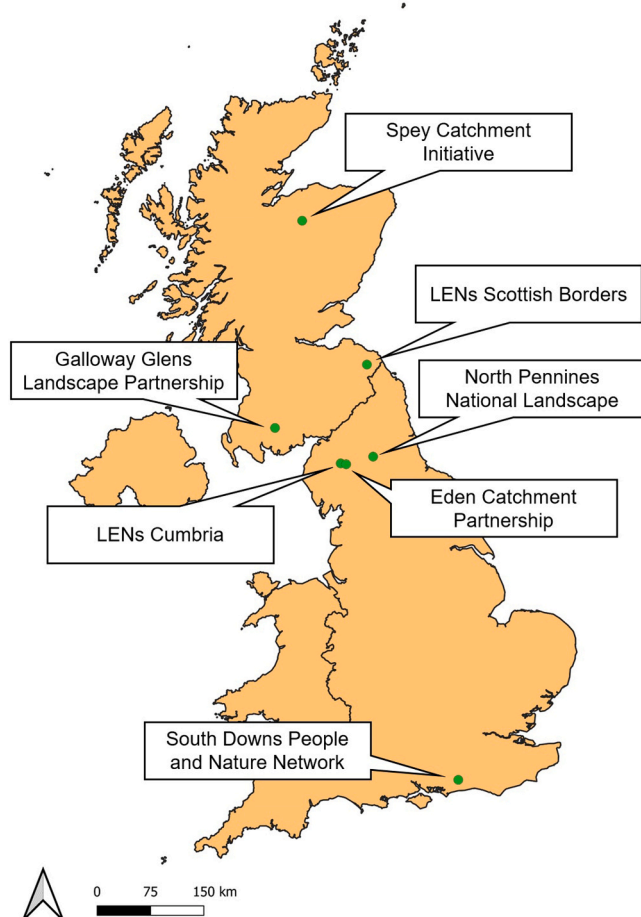 Spey Catchment
Initiative
LENs Scottish Borders
Galloway Glens
Landscape Partnership
North Pennines
National Landscape
LENs Cumbria
Eden Catchment
Partnership
South Downs People
and Nature Network
0 75 150 km